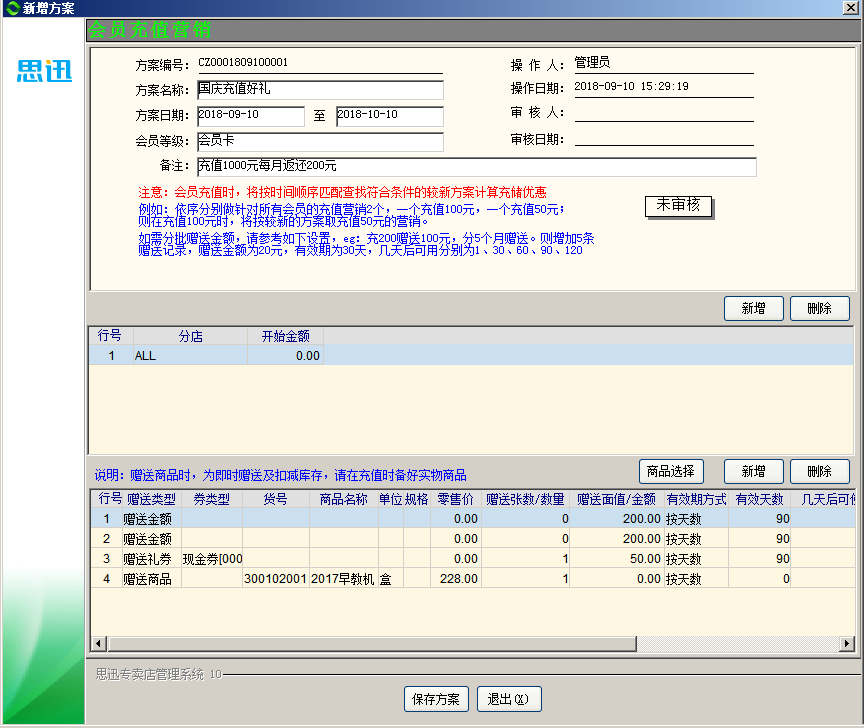 新增方案
会员充值营销
思迅
方案编号： CZ0001809100001 操 作 人： 管理员
方案名称： 国庆充值好礼 操作日期： 2018-09-10 15:29:19
方案日期： 2018-09-10 至 2018-10-10 审 核 人：
会员等级： 会员卡 审核日期：
备注： 充值1000元每月返还200元
注意：会员充值时，将按时间顺序匹配查找符合条件的较新方案计算充储优惠
例如：依序分别做针对所有会员的充值营销2个，一个充值100元，一个充值50元；
则在充值100元时，将按较新的方案取充值50元的营销。
如需分批赠送金额，请参考如下设置，eg：充200赠送100元，分5个月赠送。则增加5条
赠送记录，赠送金额为20元，有效期为30天，几天后可用分别为1、30、60、90、120
未审核
新增 删除
行号 分店 开始金额
1 ALL 0.00
说明：赠送商品时，为即时赠送及扣减库存，请在充值时备好实物商品
商品选择 新增 删除
行号 赠送类型 券类型 货号 商品名称 单位 规格 零售价 赠送张数/数量 赠送面值/金额 有效期方式 有效天数 几天后可
1 赠送金额 0.00 0 200.00 按天数 90
2 赠送金额 0.00 0 200.00 按天数 90
3 赠送礼券 现金券[000 0.00 1 50.00 按天数 90
4 赠送商品 300102001 2017早教机 盒 228.00 1 0.00 按天数 0
思迅专卖店管理系统 10
保存方案 退出(X)